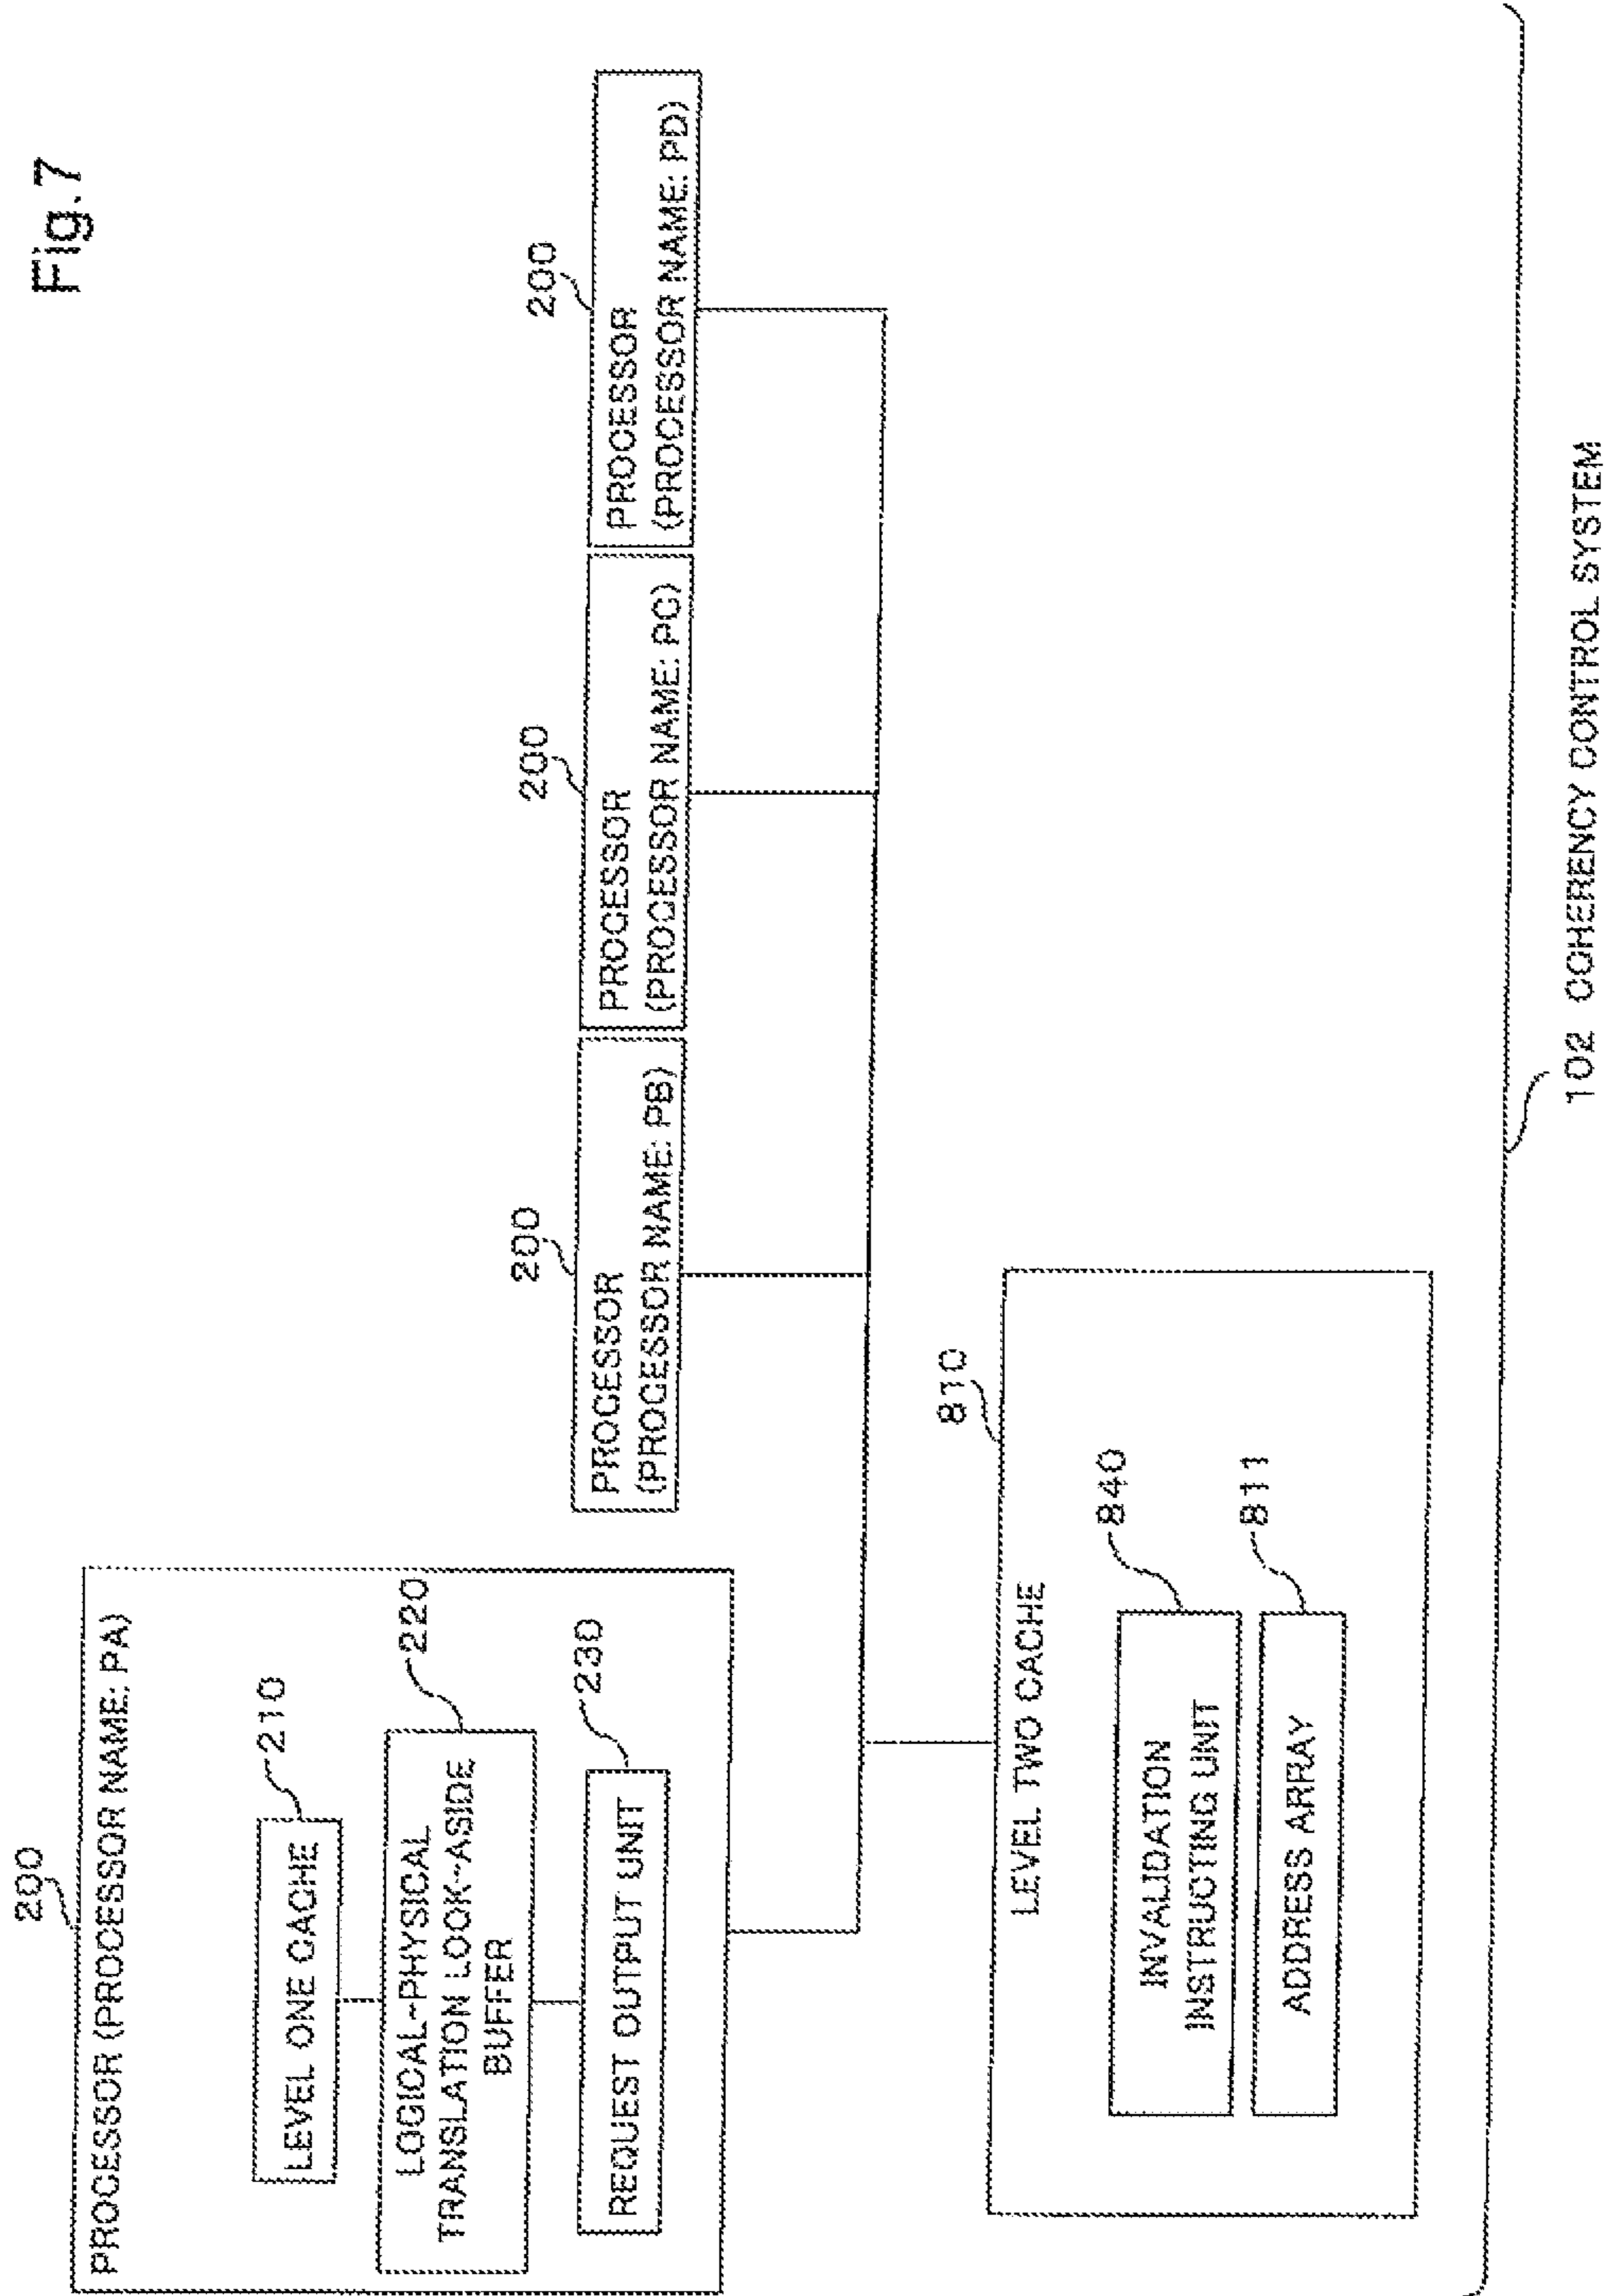 Fig.7
200
PROCESSOR (PROCESSOR NAME: PA)
LEVEL ONE CACHE
210
LOGICAL-PHYSICAL
TRANSLATION LOOK-ASIDE
BUFFER
220
REQUEST OUTPUT UNIT
230
200
PROCESSOR
(PROCESSOR NAME: PB)
200
PROCESSOR
(PROCESSOR NAME: PC)
200
PROCESSOR
(PROCESSOR NAME: PD)
810
LEVEL TWO CACHE
INVALIDATION
INSTRUCTING UNIT
840
ADDRESS ARRAY
811
102 COHERENCY CONTROL SYSTEM